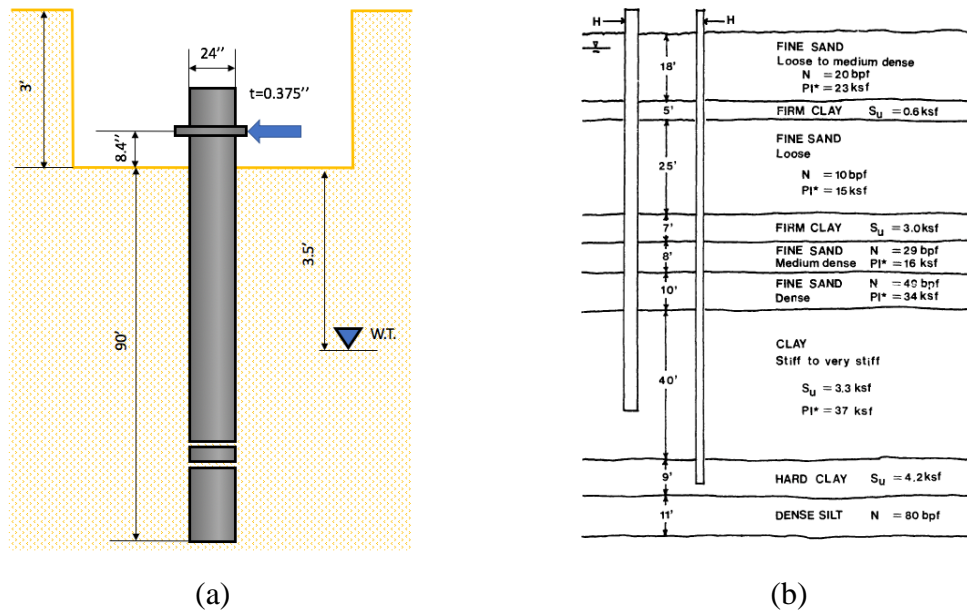 3'
24''
t=0.375''
8.4''
3.5'
W.T.
90'
(a)
H
H
18'
FINE SAND
Loose to medium dense
N = 20 bpf
PI* = 23 ksf
5'
FIRM CLAY Su = 0.6 ksf
25'
FINE SAND
Loose
N = 10 bpf
PI* = 15 ksf
7'
FIRM CLAY Su = 3.0 ksf
8'
FINE SAND N = 29 bpf
Medium dense PI* = 16 ksf
10'
FINE SAND N = 49 bpf
Dense PI* = 34 ksf
40'
CLAY
Stiff to very stiff
Su = 3.3 ksf
PI* = 37 ksf
9'
HARD CLAY Su = 4.2 ksf
11'
DENSE SILT N = 80 bpf
(b)